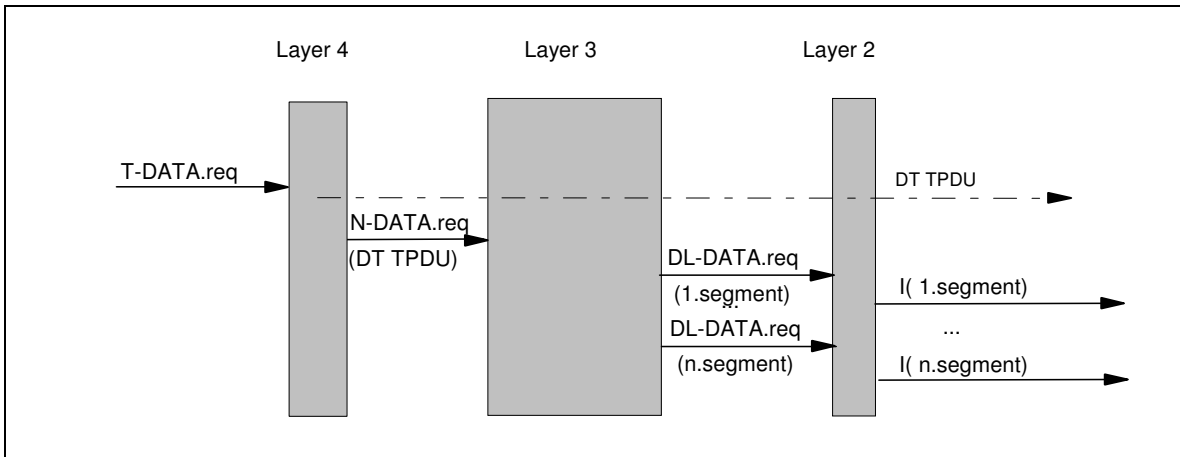 Layer 4
Layer 3
Layer 2
T-DATA.req
DT TPDU
N-DATA.req
(DT TPDU)
DL-DATA.req
(1.segment)
...
DL-DATA.req
(n.segment)
I( 1.segment)
...
I( n.segment)